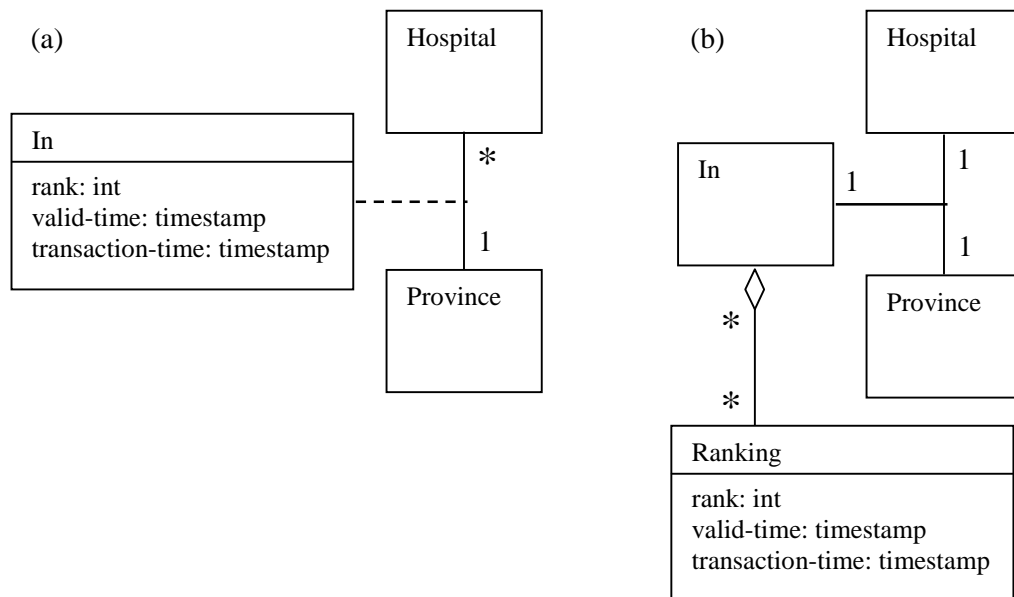 (a)
Hospital
In
rank: int
valid-time: timestamp
transaction-time: timestamp
*
1
Province
(b)
Hospital
In
1
1
1
Province
*
*
Ranking
rank: int
valid-time: timestamp
transaction-time: timestamp